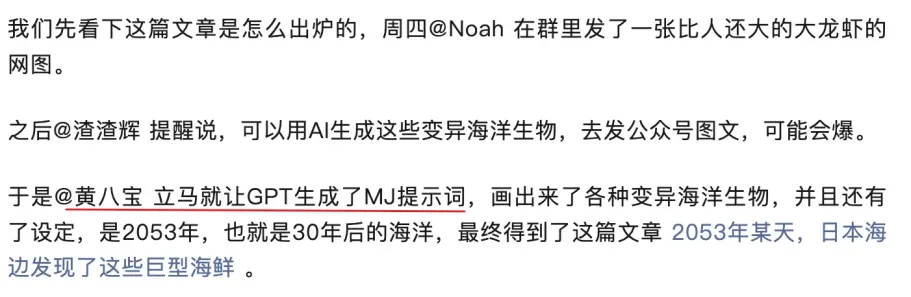 我们先看下这篇文章是怎么出炉的，周四@Noah 在群里发了一张比人还大的大龙虾的
网图。
之后@渣渣辉 提醒说，可以用AI生成这些变异海洋生物，去发公众号图文，可能会爆。
于是@黄八宝 立马就让GPT生成了MJ提示词，画出来了各种变异海洋生物，并且还有
了设定，是2053年，也就是30年后的海洋，最终得到了这篇文章 2053年某天，日本海
边发现了这些巨型海鲜 。